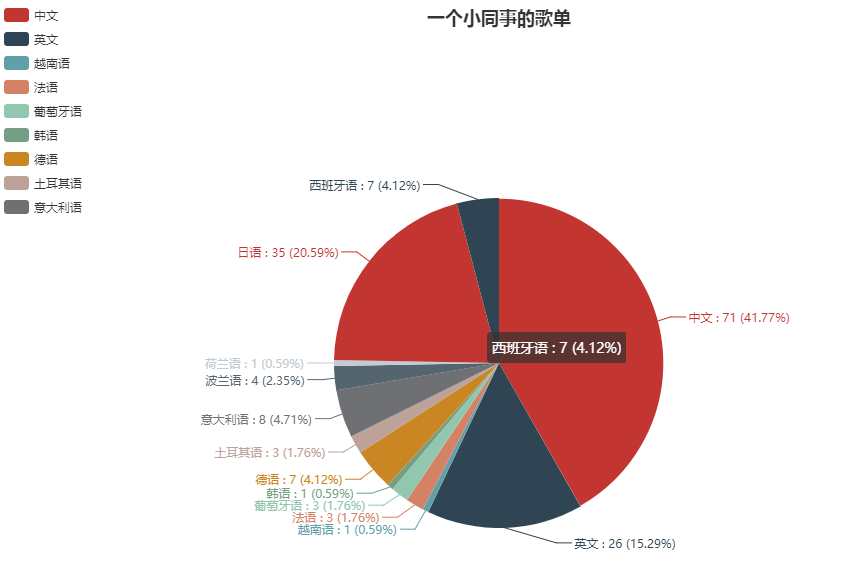 一个小同事的歌单
中文
英文
越南语
法语
葡萄牙语
韩语
德语
土耳其语
意大利语
西班牙语 : 7 (4.12%)
日语 : 35 (20.59%)
中文 : 71 (41.77%)
西班牙语 : 7 (4.12%)
荷兰语 : 1 (0.59%)
波兰语 : 4 (2.35%)
意大利语 : 8 (4.71%)
土耳其语 : 3 (1.76%)
德语 : 7 (4.12%)
韩语 : 1 (0.59%)
葡萄牙语 : 3 (1.76%)
法语 : 3 (1.76%)
越南语 : 1 (0.59%)
英文 : 26 (15.29%)